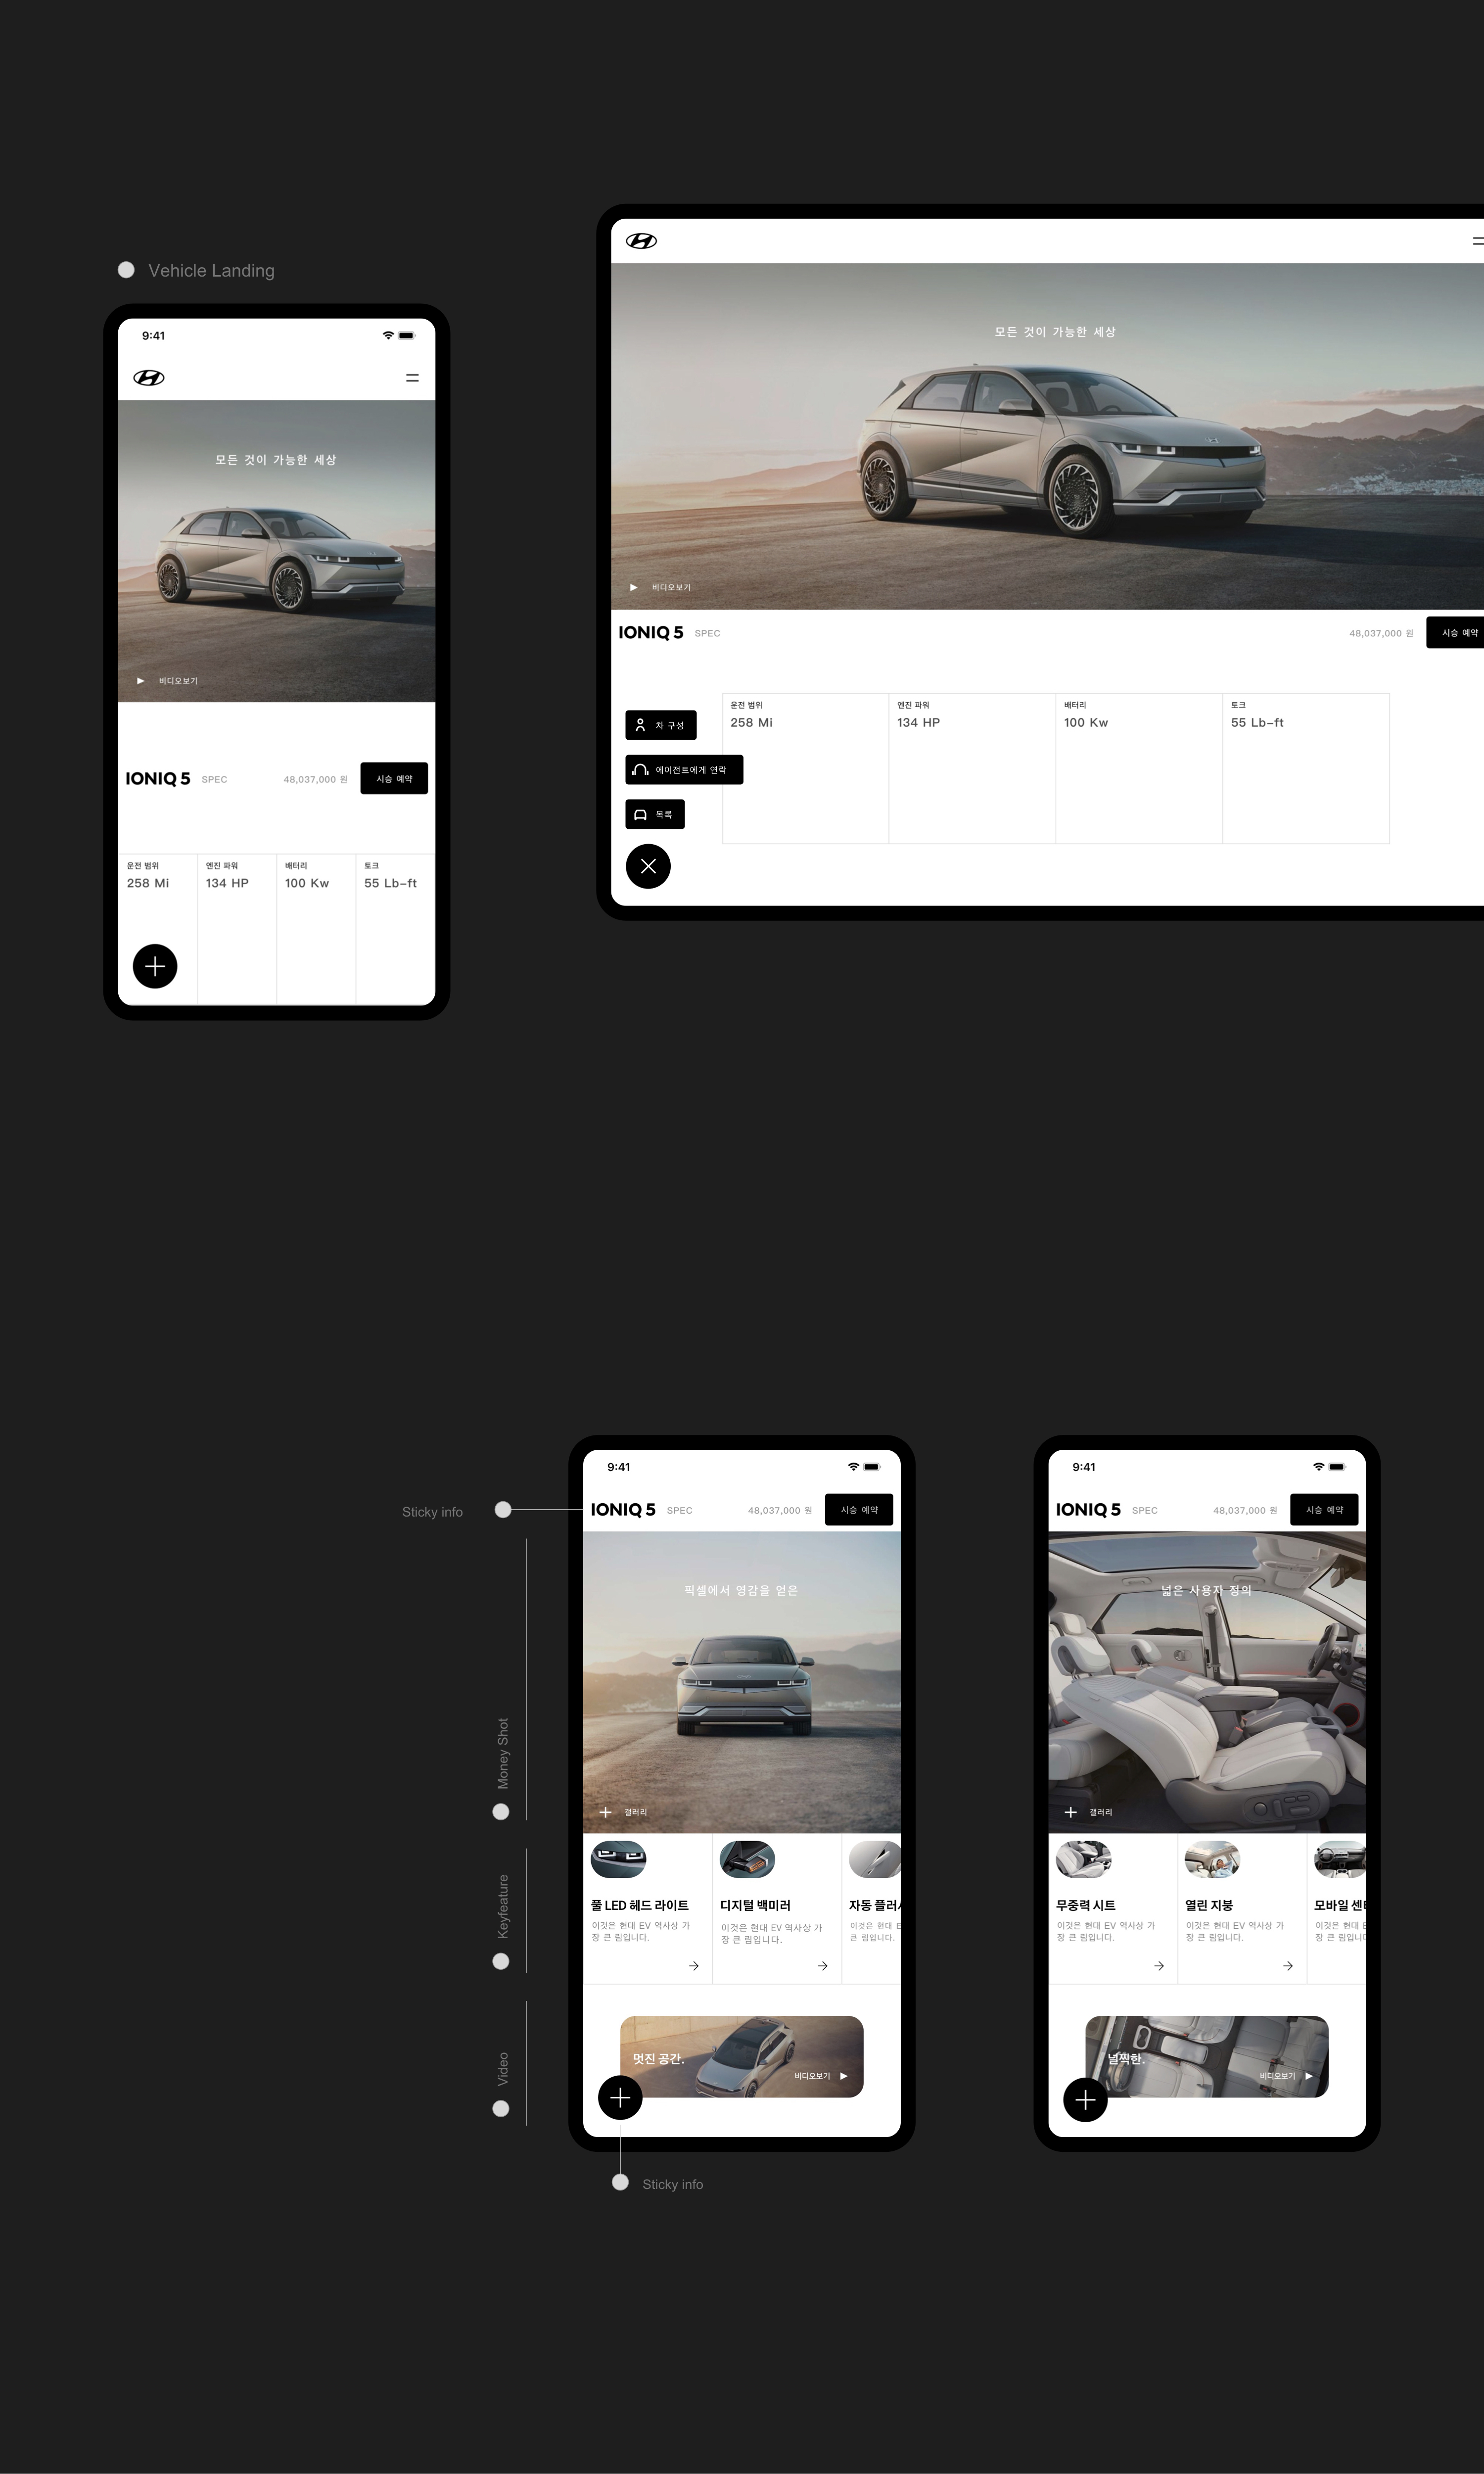 Vehicle Landing
9:41
모든 것이 가능한 세상
비디오보기
IONIQ 5 SPEC 48,037,000 원 시승 예약
운전 범위 엔진 파워 배터리 토크
258 Mi 134 HP 100 Kw 55 Lb-ft
모든 것이 가능한 세상
비디오보기
IONIQ 5 SPEC 48,037,000 원 시승 예약
운전 범위 엔진 파워 배터리 토크
258 Mi 134 HP 100 Kw 55 Lb-ft
차 구성
에이전트에게 연락
목록
Sticky info
Money Shot
Keyfeature
Video
9:41
IONIQ 5 SPEC 48,037,000 원 시승 예약
픽셀에서 영감을 얻은
갤러리
풀 LED 헤드 라이트
이것은 현대 EV 역사상 가
장 큰 림입니다.
디지털 백미러
이것은 현대 EV 역사상 가
장 큰 림입니다.
자동 플러
이것은 현대
큰 림입니다.
멋진 공간.
비디오보기
Sticky info
9:41
IONIQ 5 SPEC 48,037,000 원 시승 예약
넓은 사용자 정의
갤러리
무중력 시트
이것은 현대 EV 역사상 가
장 큰 림입니다.
열린 지붕
이것은 현대 EV 역사상 가
장 큰 림입니다.
모바일 센
이것은 현대
장 큰 림입니
널찍한.
비디오보기